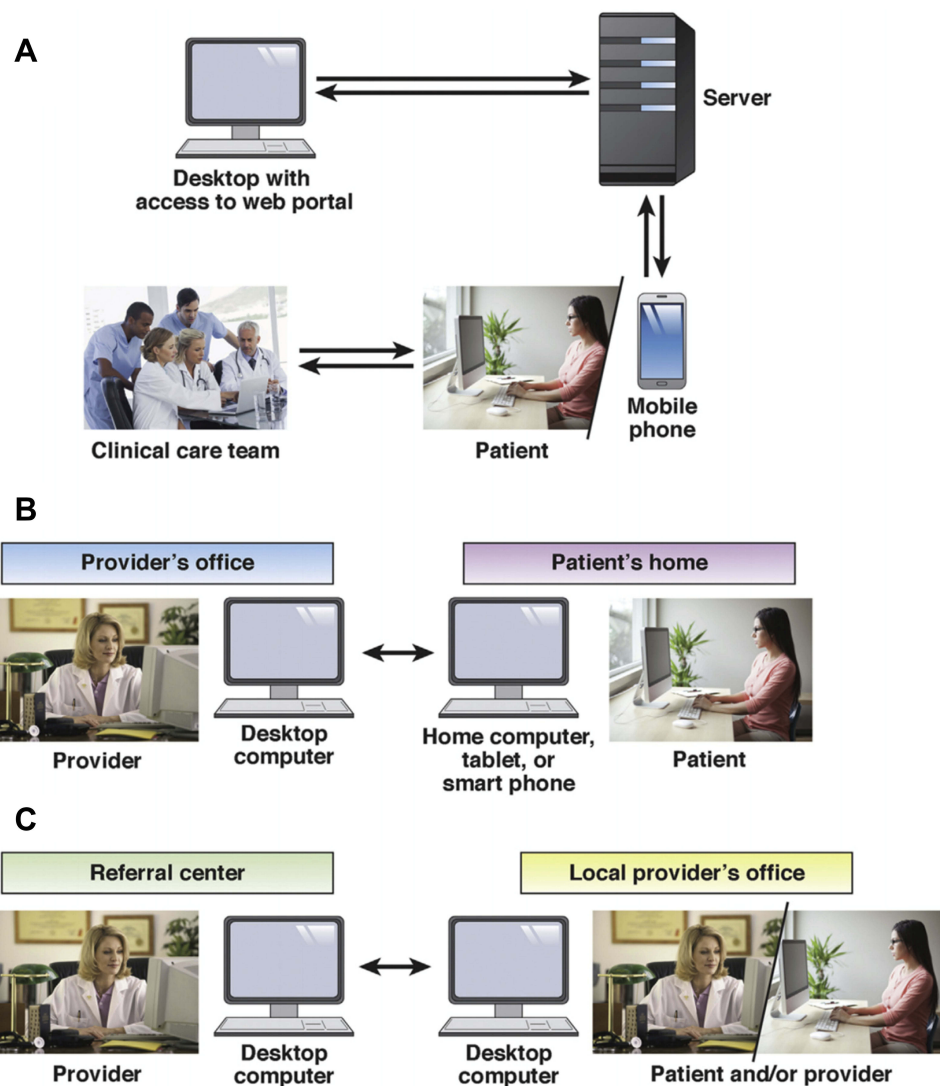 A
Server
Desktop with
access to web portal
Clinical care team
Patient
Mobile
phone
B
Provider's office
Patient's home
Provider
Desktop
computer
Home computer,
tablet, or
smart phone
Patient
C
Referral center
Local provider's office
Provider
Desktop
computer
Desktop
computer
Patient and/or provider